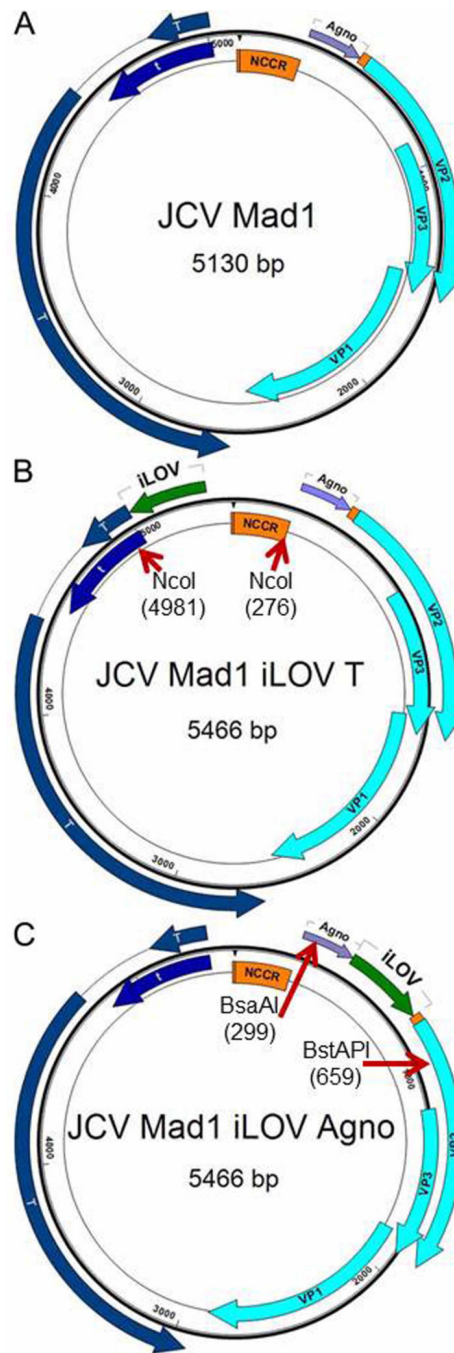 A
T
5000
Agno
t
NCCR
VP2
4000
VP3
JCV Mad1
5130 bp
T
VP1
3000
2000
B
iLOV
T
5000
Agno
t
NCCR
NcoI
(4981)
NcoI
(276)
VP2
VP3
JCV Mad1 iLOV T
5466 bp
4000
T
VP1
3000
2000
C
T
Agno
iLOV
t
NCCR
BsaAI
(299)
BstAPI
(659)
JCV Mad1 iLOV Agno
5466 bp
4000
T
VP3
VP1
3000
2000